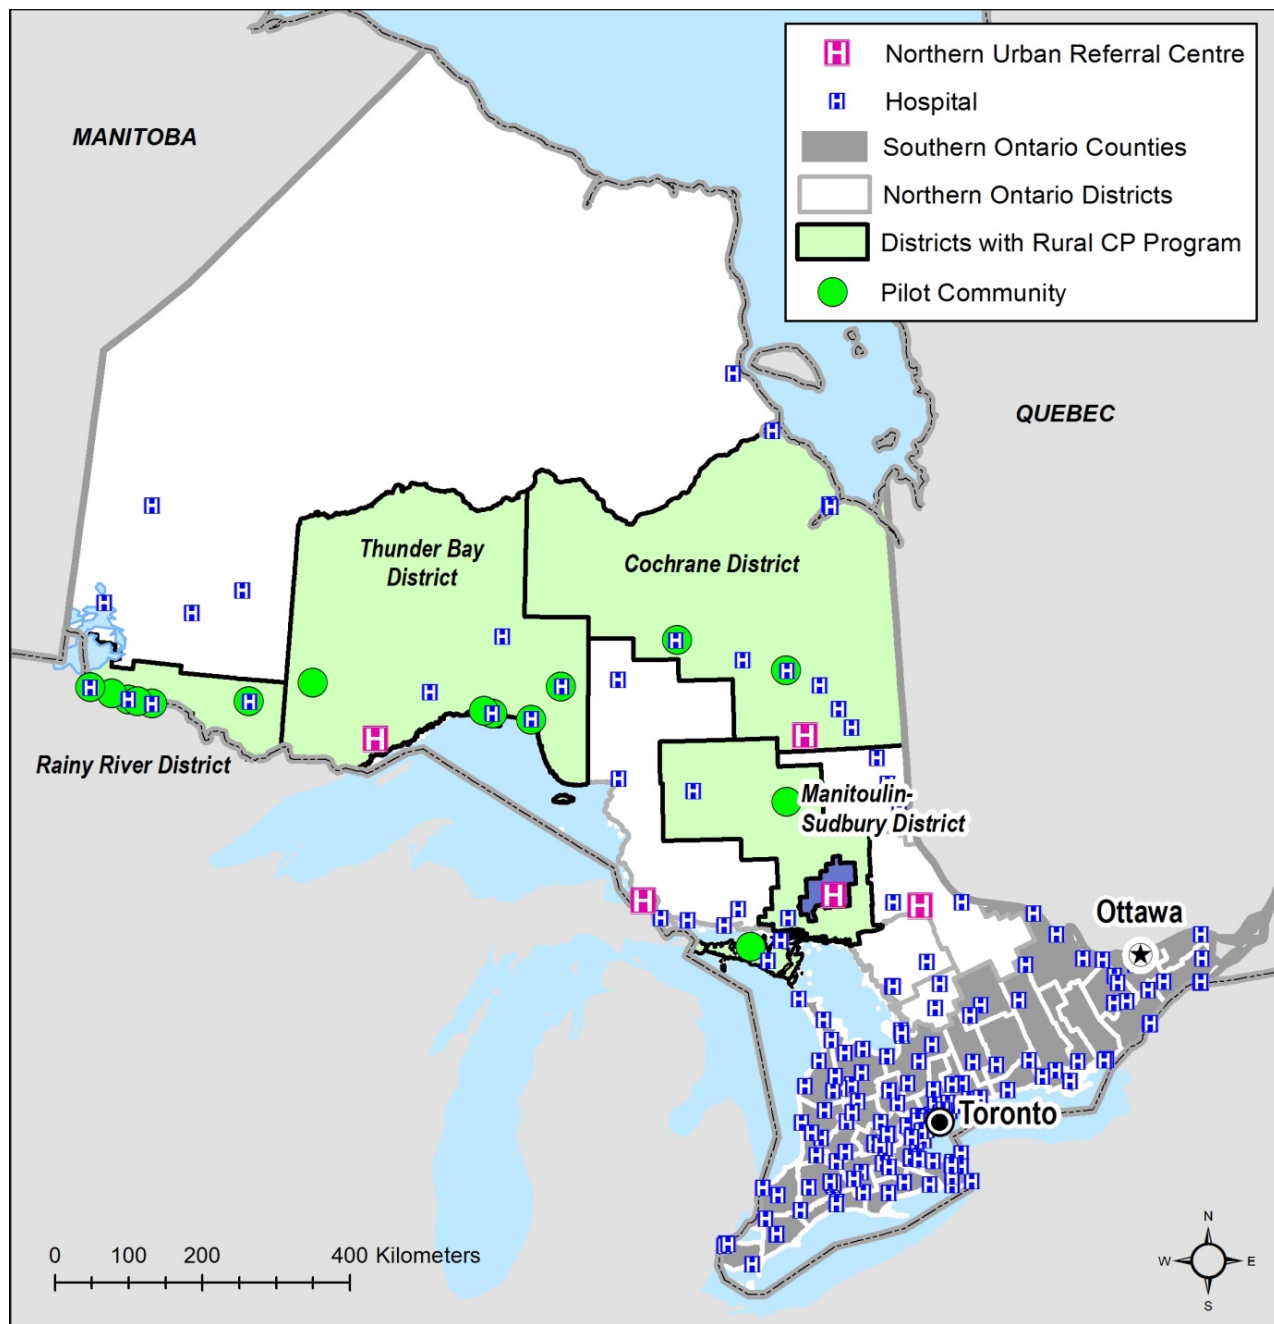 Northern Urban Referral Centre
Hospital
Southern Ontario Counties
Northern Ontario Districts
Districts with Rural CP Program
Pilot Community
MANITOBA
QUEBEC
Thunder Bay
District
Cochrane District
Rainy River District
Manitoulin-
Sudbury District
Ottawa
Toronto
0 100 200 400 Kilometers
N
W E
S